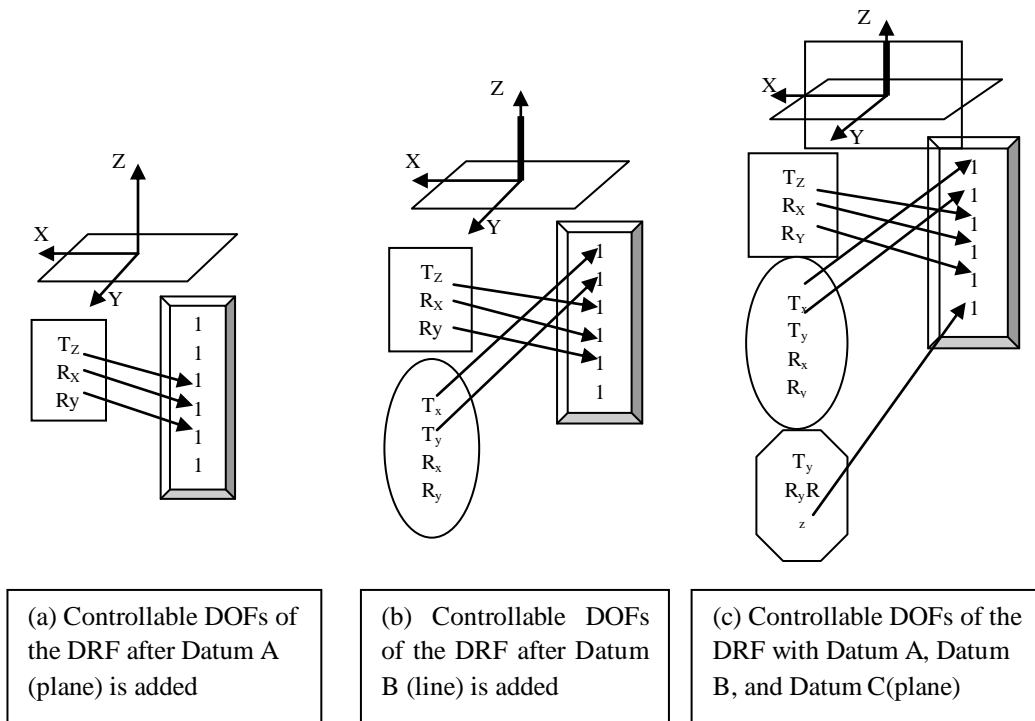 Z
X
Y
T_Z
R_X
Ry
1
1
1
1
1
1
(a) Controllable DOFs of
the DRF after Datum A
(plane) is added
Z
X
Y
T_Z
R_X
Ry
T_x
T_y
R_x
R_y
1
1
1
1
1
1
(b) Controllable DOFs
of the DRF after Datum
B (line) is added
Z
X
Y
T_Z
R_X
R_Y
T_x
T_y
R_x
R_y
T_y
R_yR
z
1
1
1
1
1
1
(c) Controllable DOFs of the
DRF with Datum A, Datum
B, and Datum C(plane)